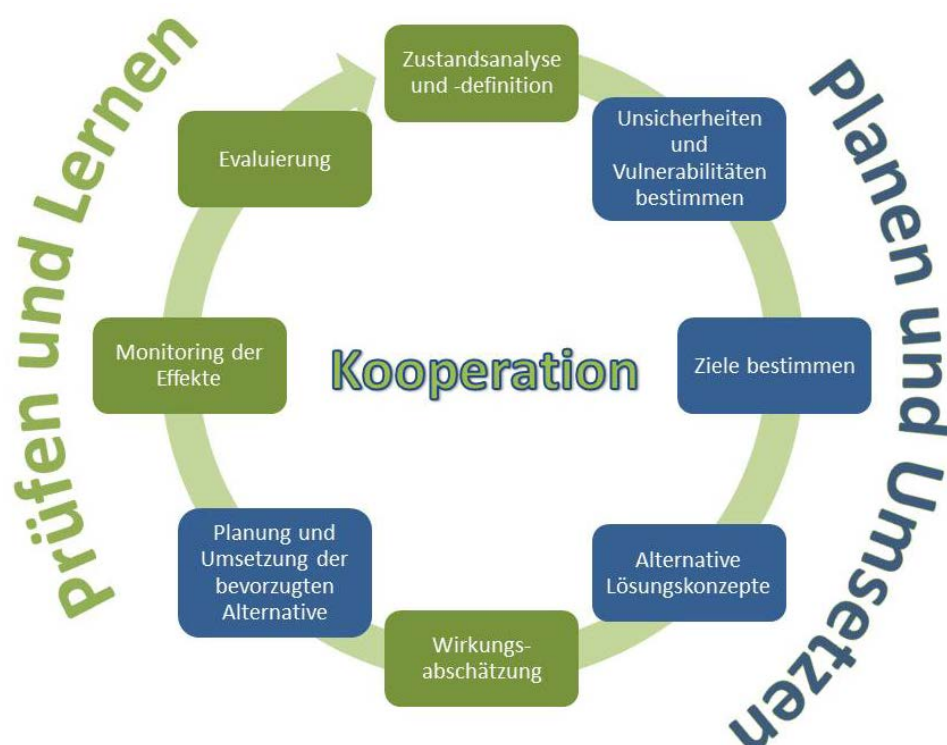 Zustandsanalyse
und -definition
Unsicherheiten
und
Vulnerabilitäten
bestimmen
Ziele bestimmen
Alternative
Lösungskonzepte
Wirkungs-
abschätzung
Planung und
Umsetzung der
bevorzugten
Alternative
Monitoring der
Effekte
Evaluierung
Kooperation
Prüfen und Lernen
Planen und Umsetzen